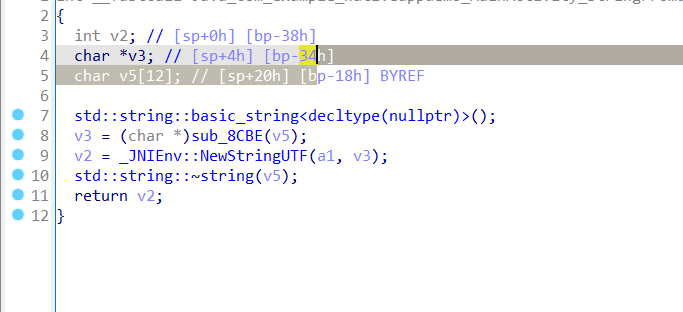 2 {
3 int v2; // [sp+0h] [bp-38h]
4 char *v3; // [sp+4h] [bp-34h]
5 char v5[12]; // [sp+20h] [bp-18h] BYREF
6
7 std::string::basic_string<decltype(nullptr)>();
8 v3 = (char *)sub_8CBE(v5);
9 v2 = _JNIEnv::NewStringUTF(a1, v3);
10 std::string::~string(v5);
11 return v2;
12 }